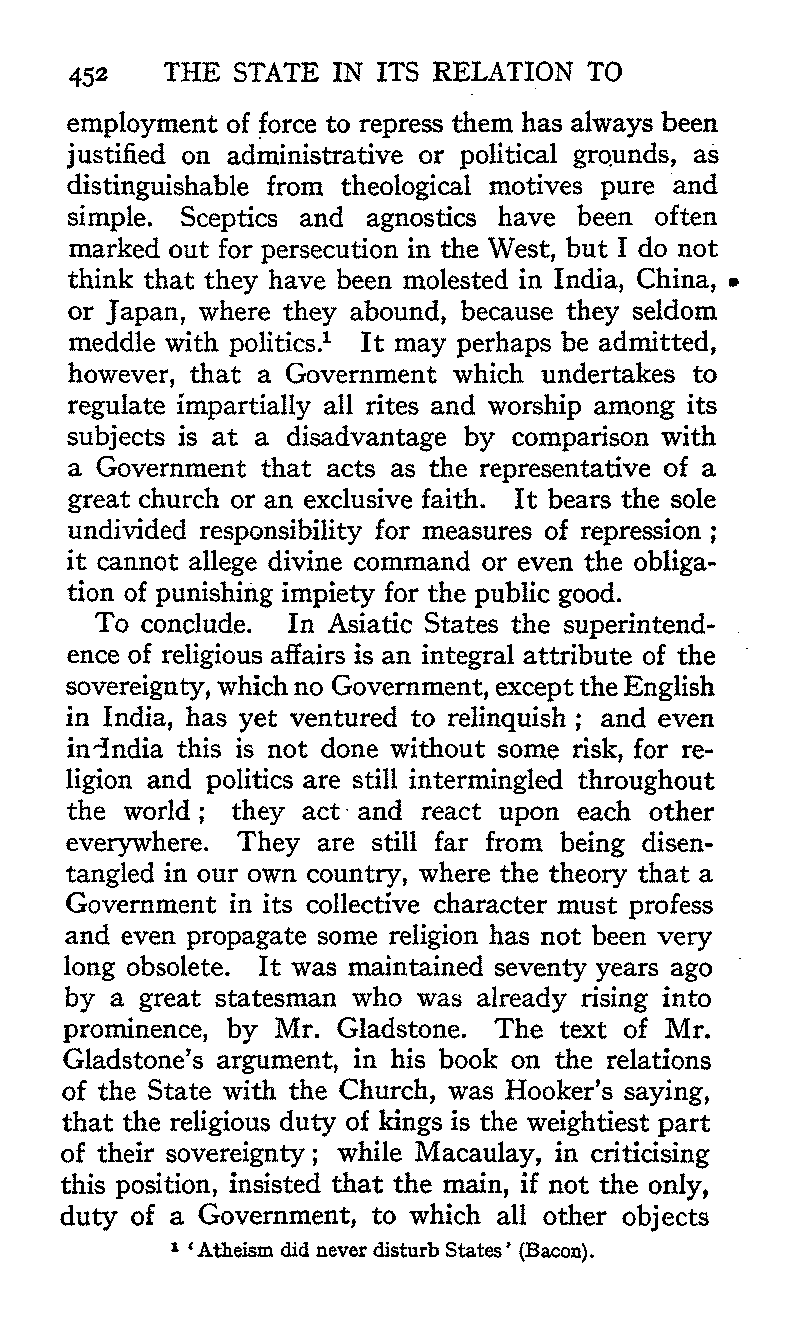 452 THE STATE IN ITS RELATION TO
employment of force to repress them has always been
justified on administrative or political grounds, as
distinguishable from theological motives pure and
simple. Sceptics and agnostics have been often
marked out for persecution in the West, but I do not
think that they have been molested in India, China,
or Japan, where they abound, because they seldom
meddle with politics.¹ It may perhaps be admitted,
however, that a Government which undertakes to
regulate impartially all rites and worship among its
subjects is at a disadvantage by comparison with
a Government that acts as the representative of a
great church or an exclusive faith. It bears the sole
undivided responsibility for measures of repression ;
it cannot allege divine command or even the obliga-
tion of punishing impiety for the public good.
To conclude. In Asiatic States the superintend-
ence of religious affairs is an integral attribute of the
sovereignty, which no Government, except the English
in India, has yet ventured to relinquish ; and even
in India this is not done without some risk, for re-
ligion and politics are still intermingled throughout
the world ; they act and react upon each other
everywhere. They are still far from being disen-
tangled in our own country, where the theory that a
Government in its collective character must profess
and even propagate some religion has not been very
long obsolete. It was maintained seventy years ago
by a great statesman who was already rising into
prominence, by Mr. Gladstone. The text of Mr.
Gladstone's argument, in his book on the relations
of the State with the Church, was Hooker's saying,
that the religious duty of kings is the weightiest part
of their sovereignty ; while Macaulay, in criticising
this position, insisted that the main, if not the only,
duty of a Government, to which all other objects
¹ 'Atheism did never disturb States' (Bacon).